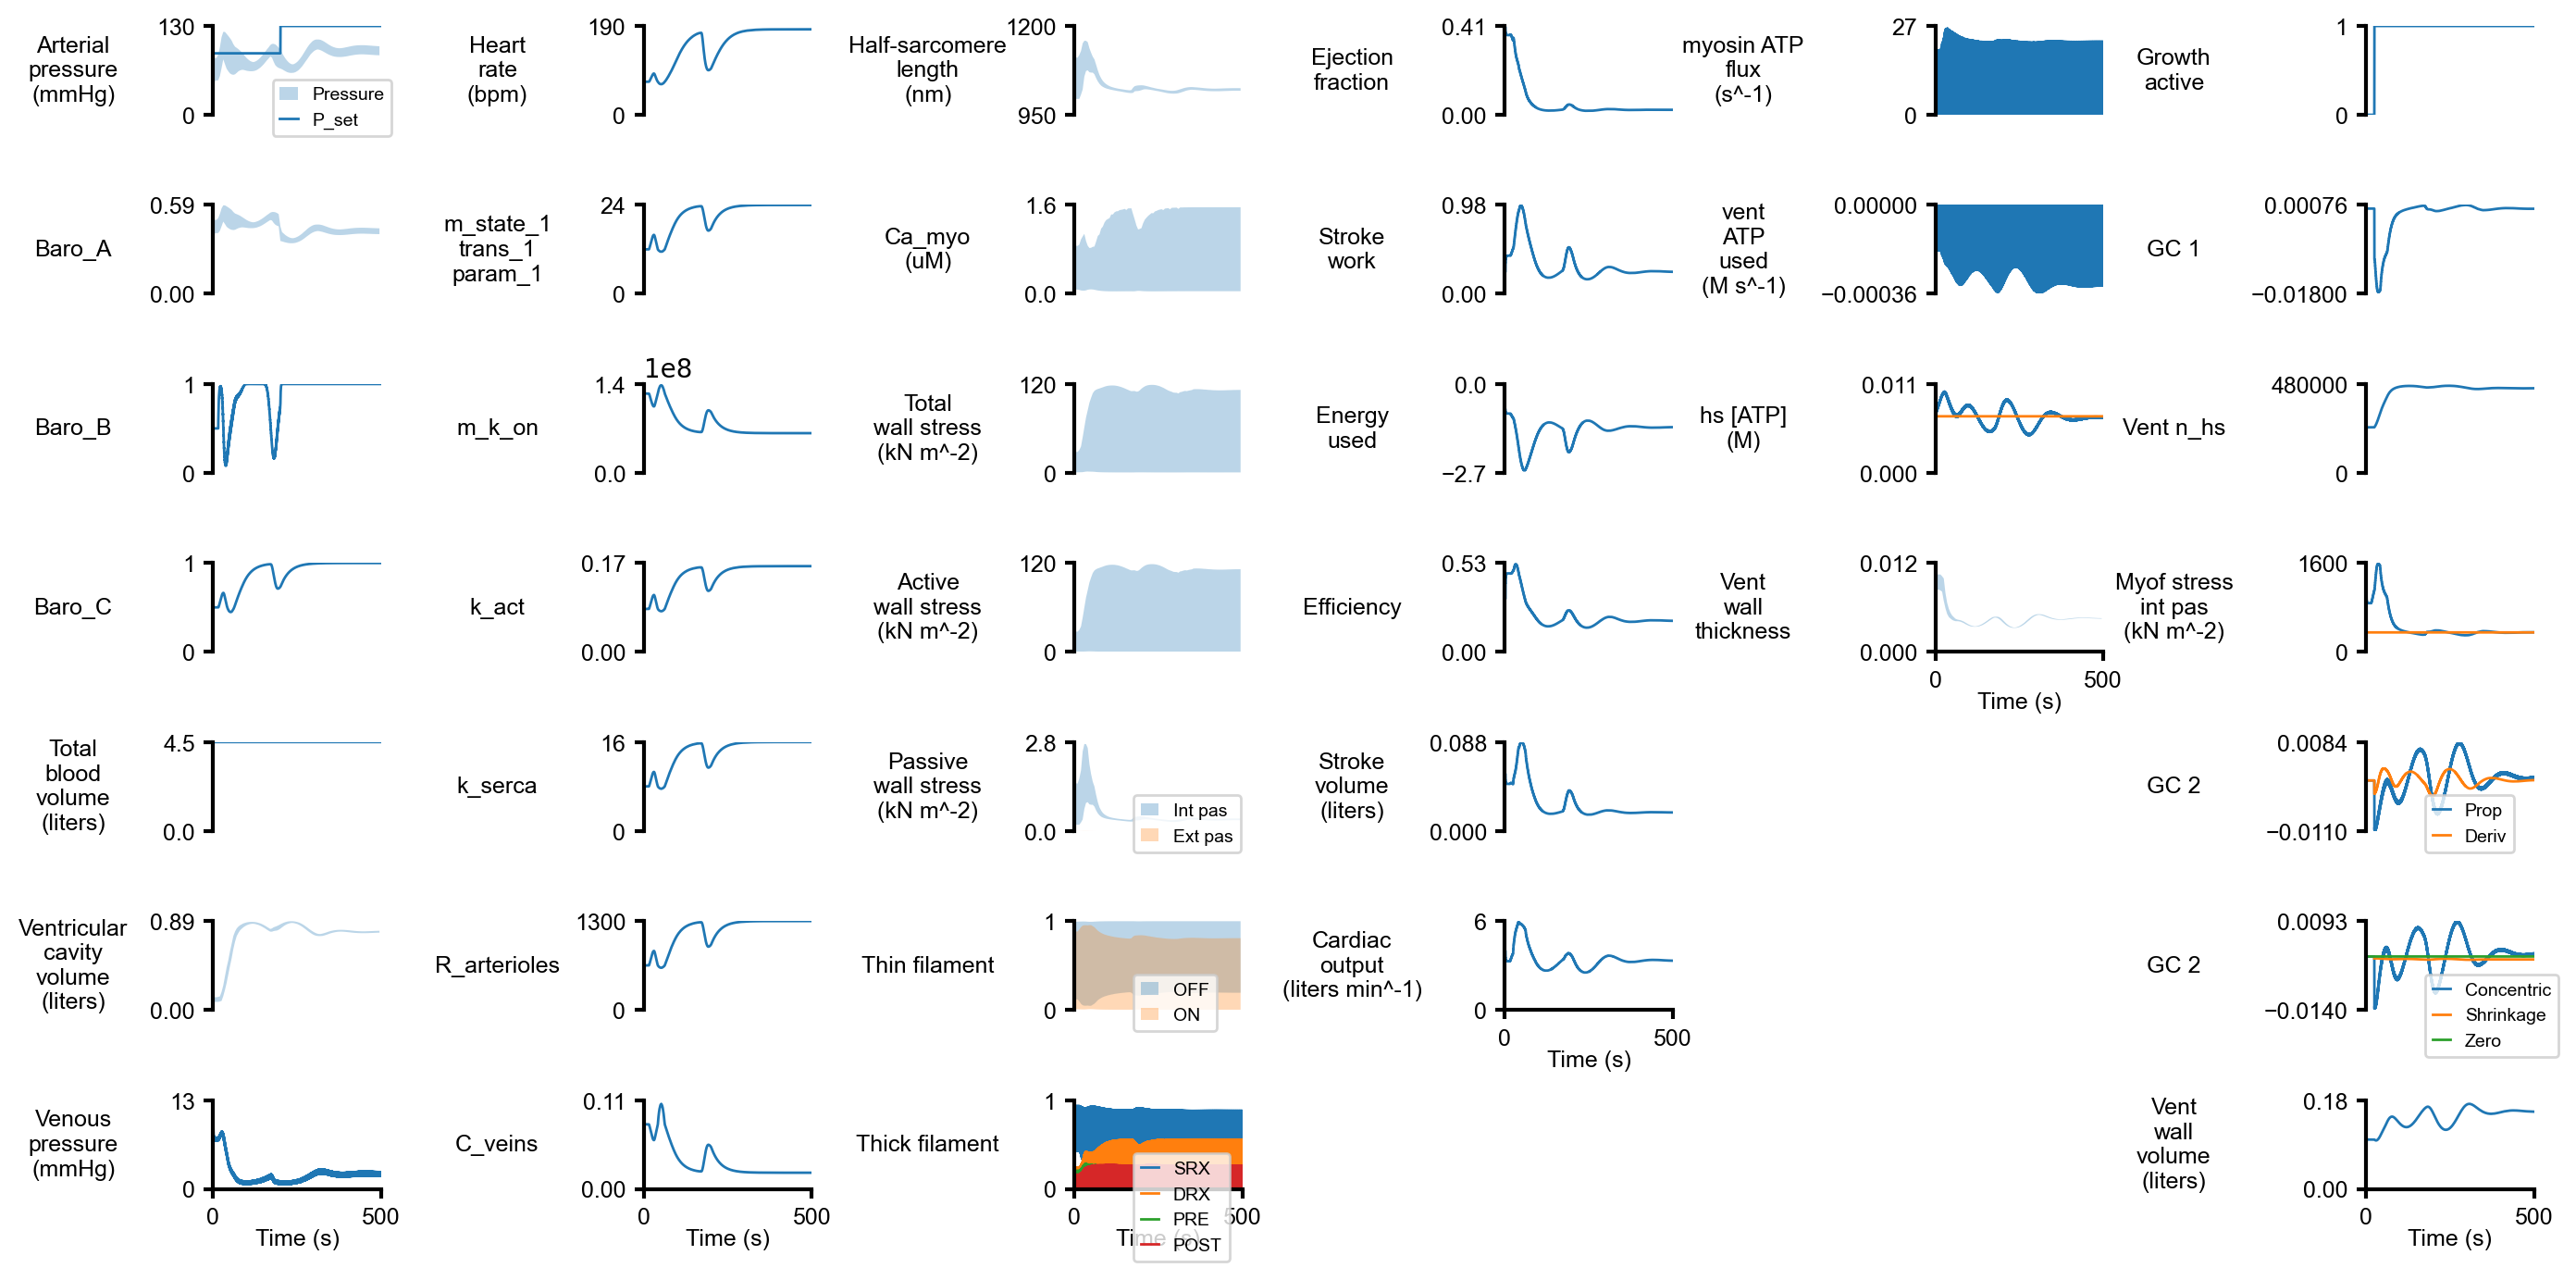 Arterial
pressure
(mmHg)
130
0
Pressure
P_set
Heart
rate
(bpm)
190
0
Half-sarcomere
length
(nm)
1200
950
Ejection
fraction
0.41
0.00
myosin ATP
flux
(s^-1)
27
0
Growth
active
1
0
Baro_A
0.59
0.00
m_state_1
trans_1
param_1
24
0
Ca_myo
(uM)
1.6
0.0
Stroke
work
0.98
0.00
vent
ATP
used
(M s^-1)
0.00000
−0.00036
GC 1
0.00076
−0.01800
Baro_B
1
0
m_k_on
1e8
1.4
0.0
Total
wall stress
(kN m^-2)
120
0
Energy
used
0.0
−2.7
hs [ATP]
(M)
0.011
0.000
Vent n_hs
480000
0
Baro_C
1
0
k_act
0.17
0.00
Active
wall stress
(kN m^-2)
120
0
Efficiency
0.53
0.00
Vent
wall
thickness
0.012
0.000
0
500
Time (s)
Myof stress
int pas
(kN m^-2)
1600
0
Total
blood
volume
(liters)
4.5
0.0
k_serca
16
0
Passive
wall stress
(kN m^-2)
2.8
0.0
Int pas
Ext pas
Stroke
volume
(liters)
0.088
0.000
GC 2
0.0084
−0.0110
Prop
Deriv
Ventricular
cavity
volume
(liters)
0.89
0.00
R_arterioles
1300
0
Thin filament
1
0
OFF
ON
Cardiac
output
(liters min^-1)
6
0
0
500
Time (s)
GC 2
0.0093
−0.0140
Concentric
Shrinkage
Zero
Venous
pressure
(mmHg)
13
0
0
500
Time (s)
C_veins
0.11
0.00
0
500
Time (s)
Thick filament
1
0
0
500
Time (s)
SRX
DRX
PRE
POST
Vent
wall
volume
(liters)
0.18
0.00
0
500
Time (s)